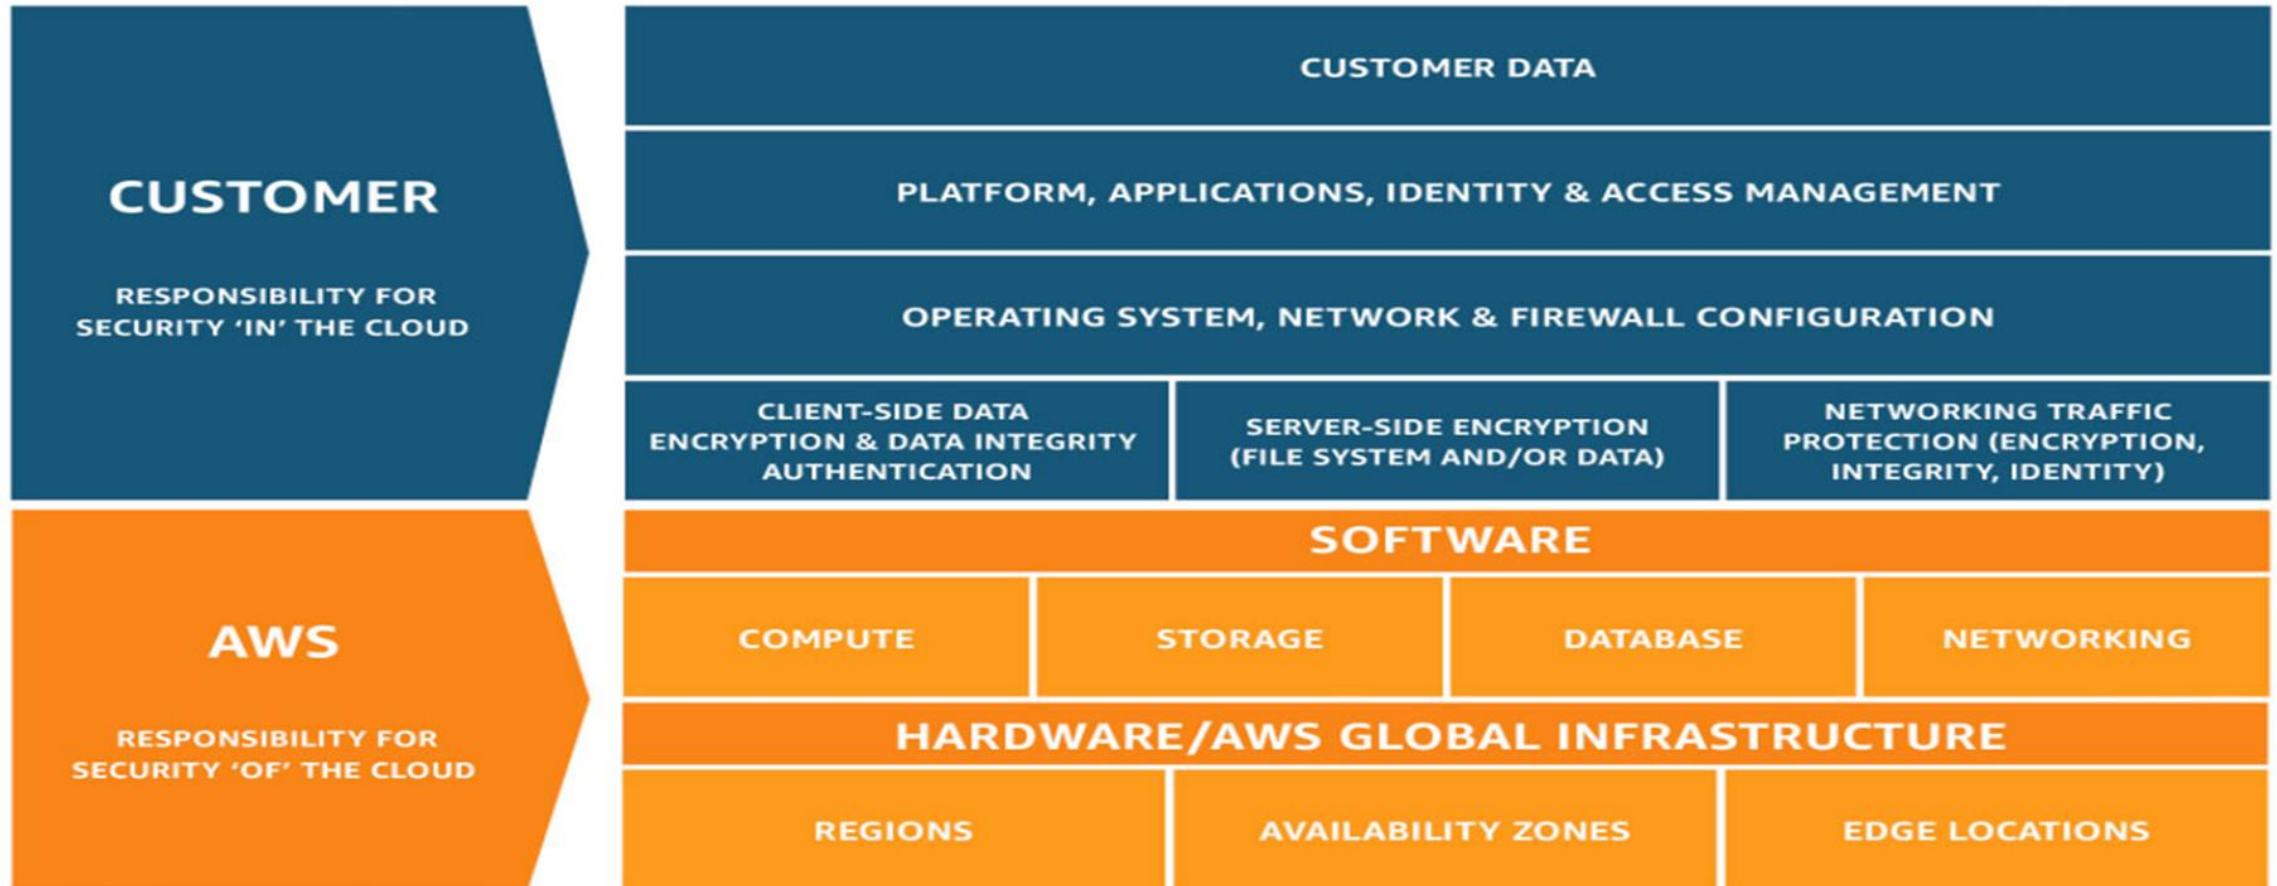 CUSTOMER
RESPONSIBILITY FOR
SECURITY ‘IN’ THE CLOUD
CUSTOMER DATA
PLATFORM, APPLICATIONS, IDENTITY & ACCESS MANAGEMENT
OPERATING SYSTEM, NETWORK & FIREWALL CONFIGURATION
CLIENT-SIDE DATA
ENCRYPTION & DATA INTEGRITY
AUTHENTICATION
SERVER-SIDE ENCRYPTION
(FILE SYSTEM AND/OR DATA)
NETWORKING TRAFFIC
PROTECTION (ENCRYPTION,
INTEGRITY, IDENTITY)
AWS
RESPONSIBILITY FOR
SECURITY ‘OF’ THE CLOUD
SOFTWARE
COMPUTE
STORAGE
DATABASE
NETWORKING
HARDWARE/AWS GLOBAL INFRASTRUCTURE
REGIONS
AVAILABILITY ZONES
EDGE LOCATIONS